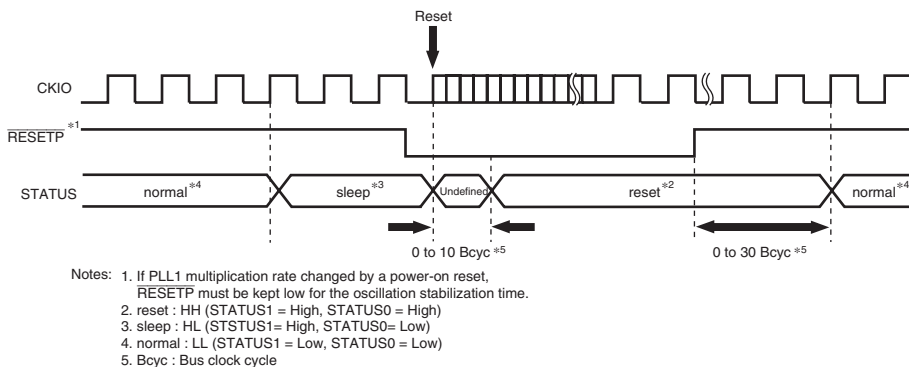 Reset
CKIO
RESETP *1
STATUS
normal*4 sleep*3 Undefined reset*2 normal*4
0 to 10 Bcyc *5 0 to 30 Bcyc *5
Notes: 1. If PLL1 multiplication rate changed by a power-on reset,
RESETP must be kept low for the oscillation stabilization time.
2. reset : HH (STATUS1 = High, STATUS0 = High)
3. sleep : HL (STSTUS1= High, STATUS0= Low)
4. normal : LL (STATUS1 = Low, STATUS0 = Low)
5. Bcyc : Bus clock cycle